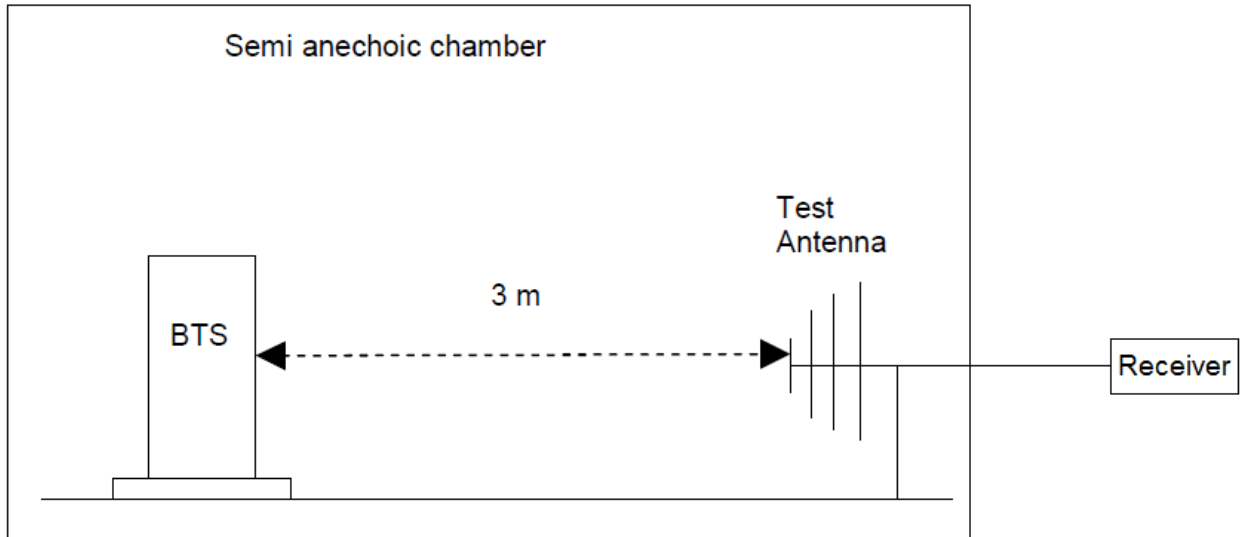 Semi anechoic chamber
Test
Antenna
3 m
BTS
Receiver